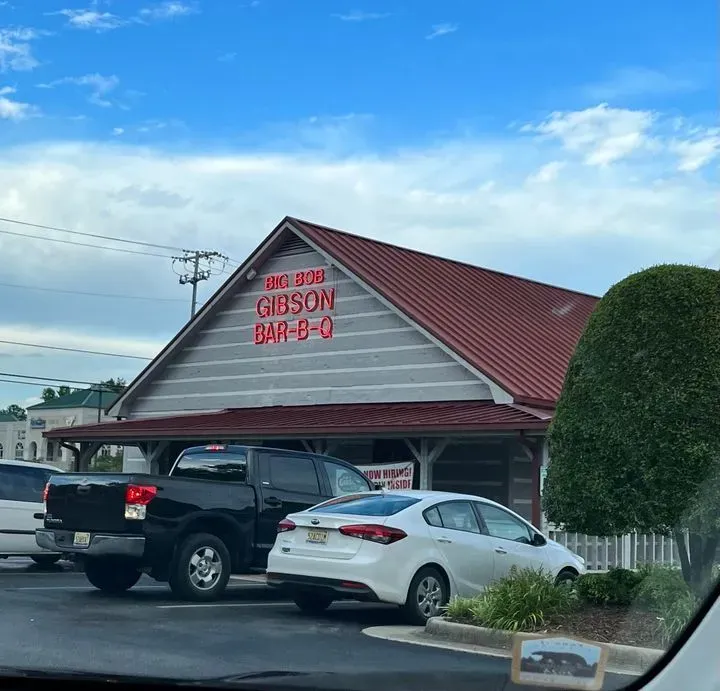 BIG BOB
GIBSON
BAR-B-Q
NOW HIRING!
INSIDE